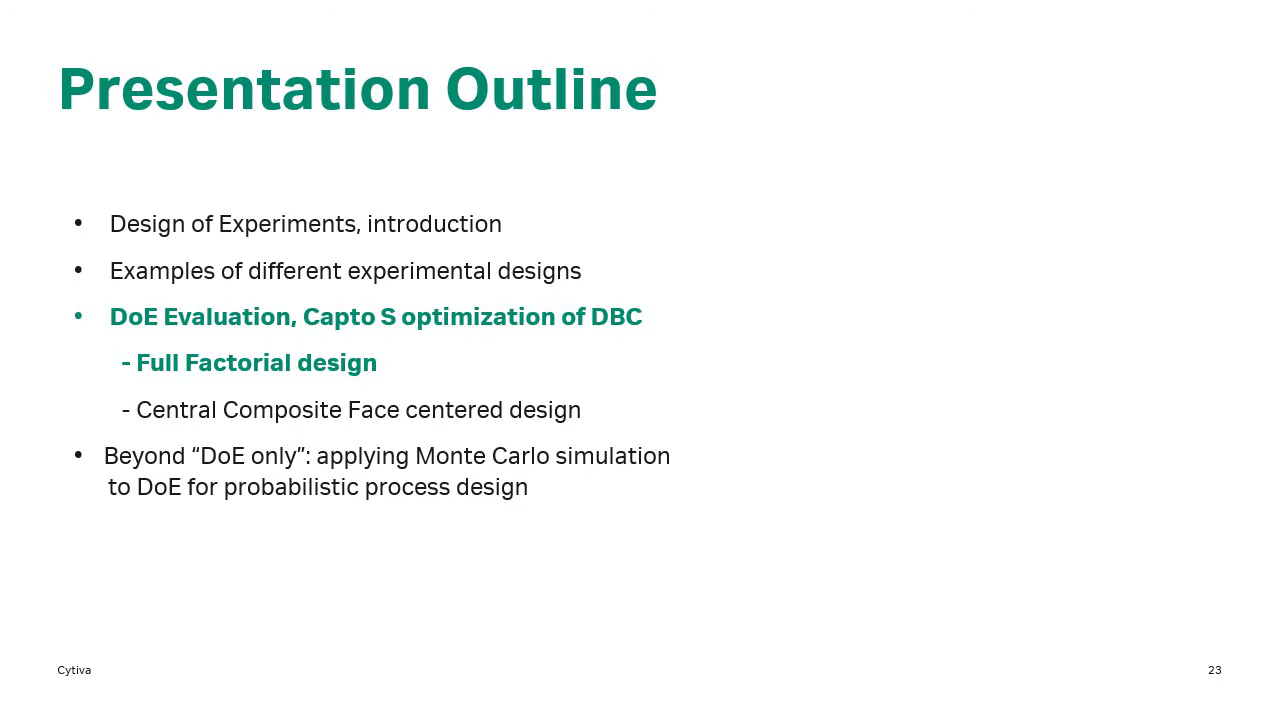 Presentation Outline
• Design of Experiments, introduction
• Examples of different experimental designs
• DoE Evaluation, Capto S optimization of DBC
- Full Factorial design
- Central Composite Face centered design
• Beyond “DoE only”: applying Monte Carlo simulation
to DoE for probabilistic process design
Cytiva
23